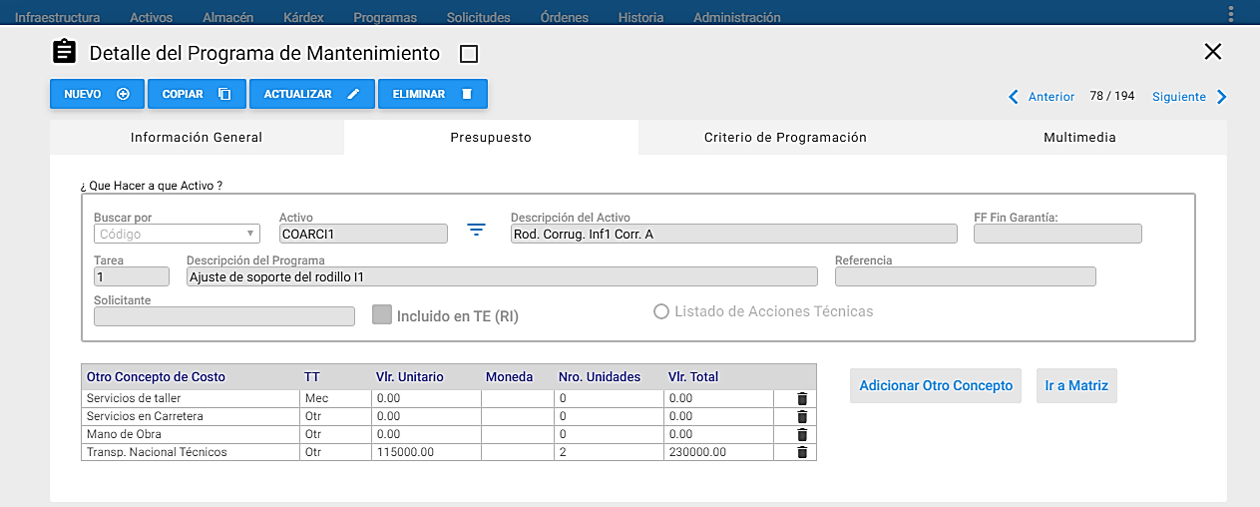 Infraestructura Activos Almacén Kárdex Programas Solicitudes Órdenes Historia Administración
Detalle del Programa de Mantenimiento
NUEVO COPIAR ACTUALIZAR ELIMINAR
Anterior 78 / 194 Siguiente
Información General Presupuesto Criterio de Programación Multimedia
¿ Que Hacer a que Activo ?
Buscar por Activo Descripción del Activo FF Fin Garantía:
Código COARCI1 Rod. Corrug. Inf1 Corr. A
Tarea Descripción del Programa Referencia
1 Ajuste de soporte del rodillo I1
Solicitante
Incluido en TE (RI) Listado de Acciones Técnicas
Otro Concepto de Costo TT Vlr. Unitario Moneda Nro. Unidades Vlr. Total
Servicios de taller Mec 0.00 0 0.00
Servicios en Carretera Otr 0.00 0 0.00
Mano de Obra Otr 0.00 0 0.00
Transp. Nacional Técnicos Otr 115000.00 2 230000.00
Adicionar Otro Concepto Ir a Matriz